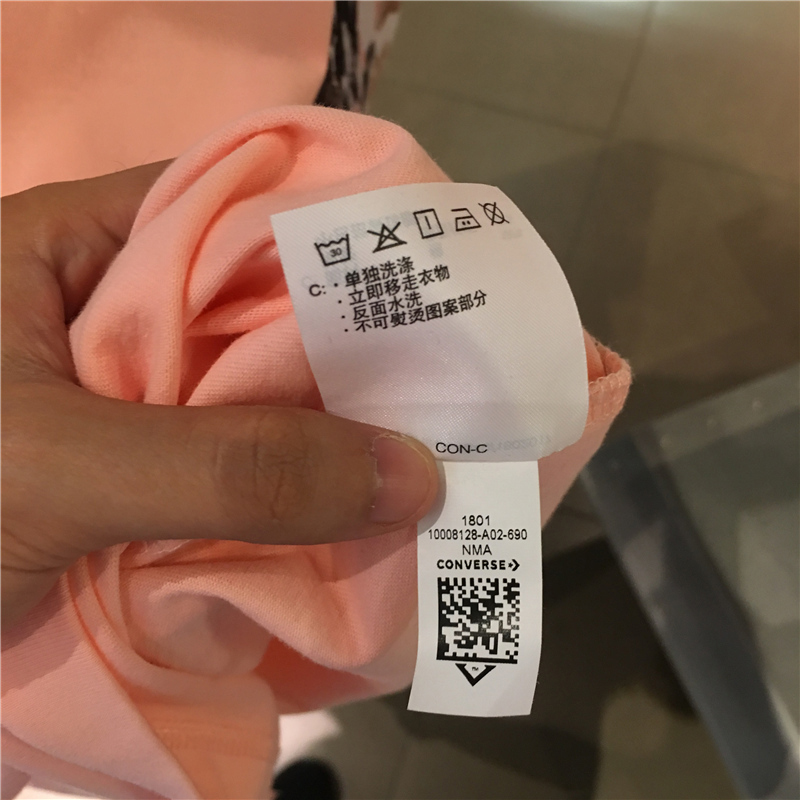 30
C: · 单独洗涤
· 立即移走衣物
· 反面水洗
· 不可熨烫图案部分
CON-C
1801
10008128-A02-690
NMA
CONVERSE